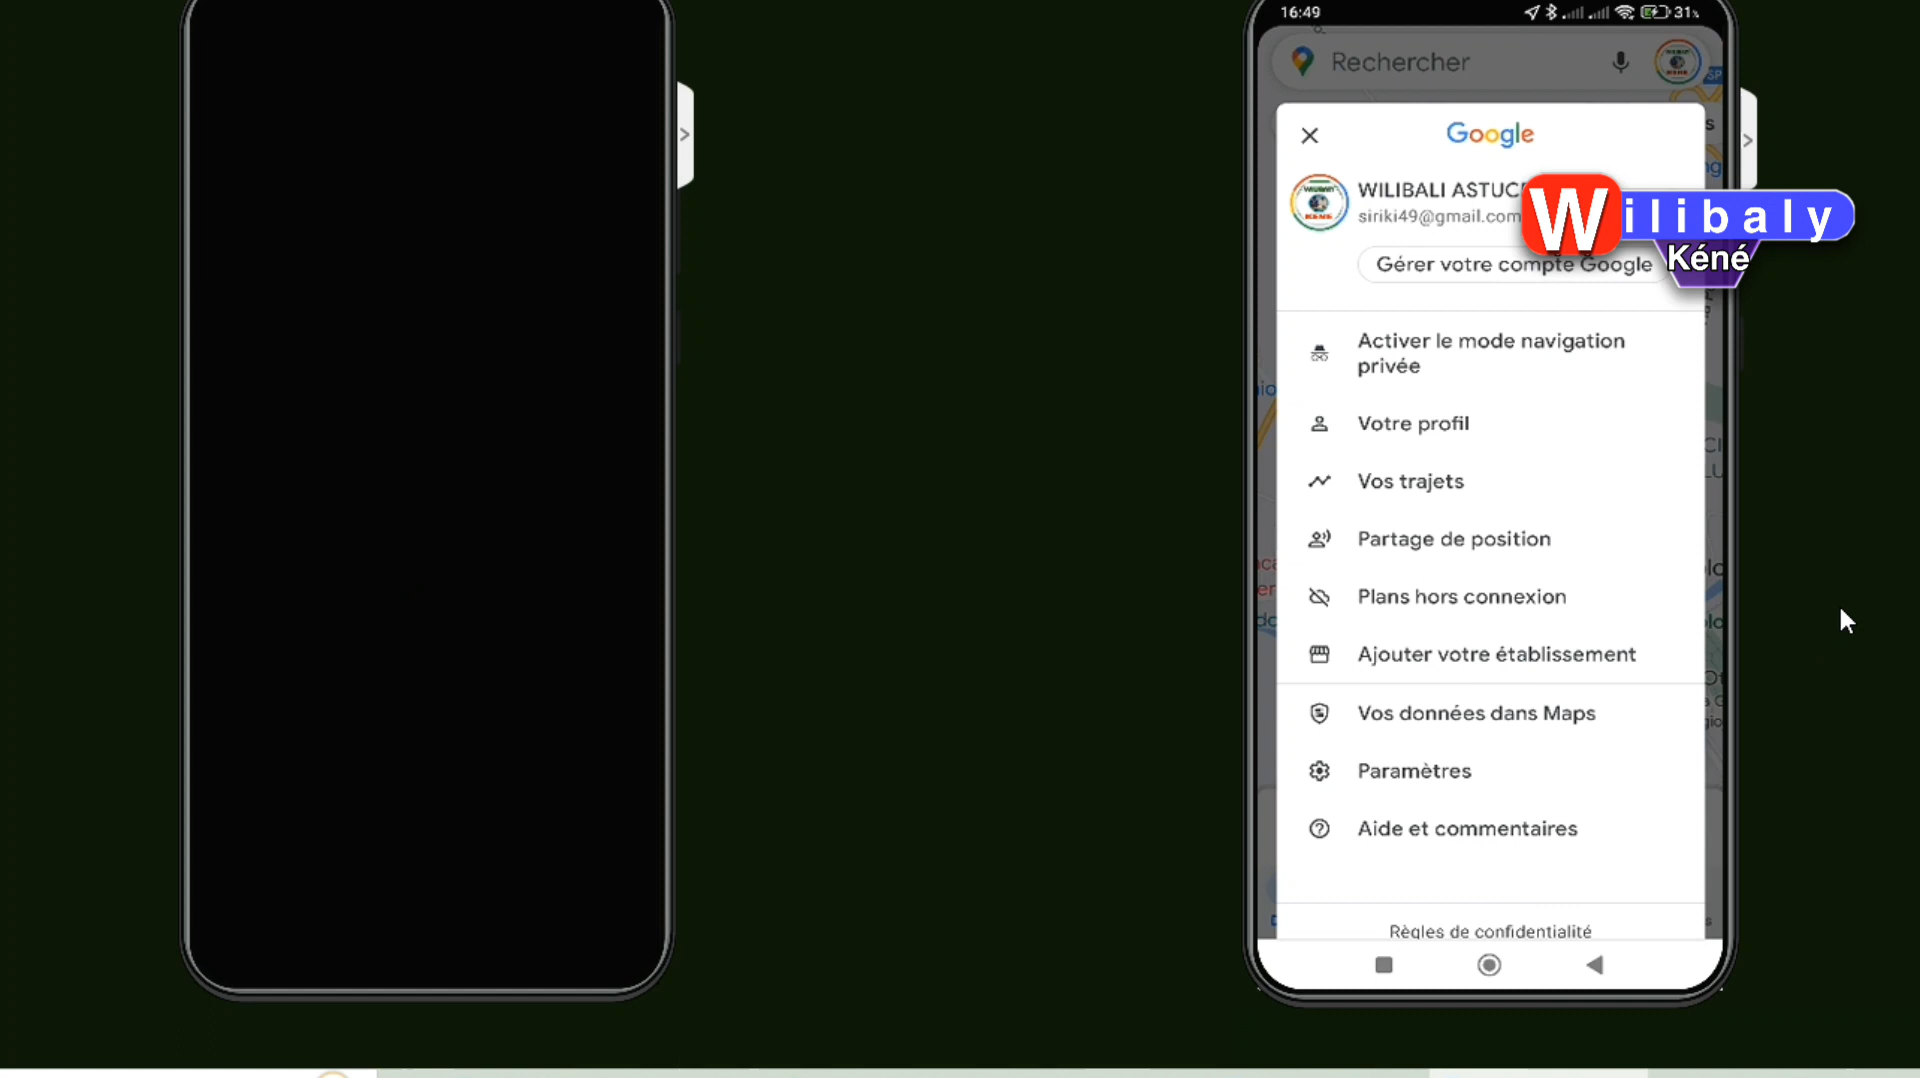 16:49
31%
Rechercher
SP
Google
WILIBALI ASTUC
siriki49@gmail.com
Wilibaly
Kéné
Gérer votre compte Google
Activer le mode navigation
privée
Votre profil
Vos trajets
Partage de position
Plans hors connexion
Ajouter votre établissement
Vos données dans Maps
Paramètres
Aide et commentaires
Règles de confidentialité